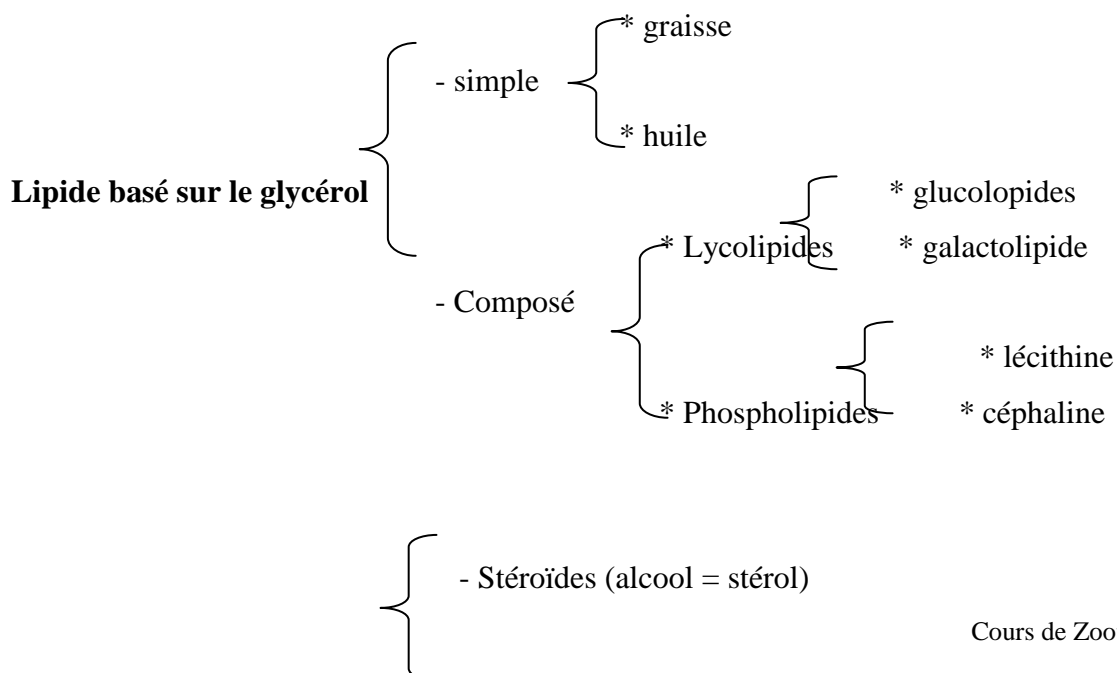 * graisse
- simple
* huile
Lipide basé sur le glycérol
* glucolopides
* Lycolipides
* galactolipide
- Composé
* lécithine
* Phospholipides
* céphaline
- Stéroïdes (alcool = stérol)
Cours de Zoo